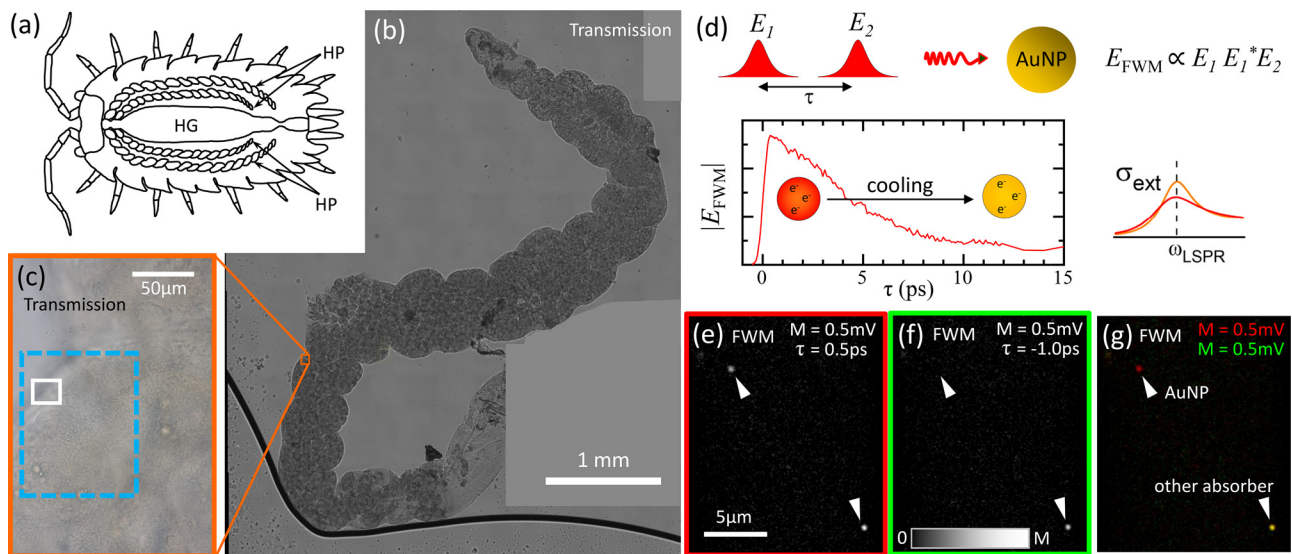 (a)
HP
HG
HP
(b)
Transmission
1 mm
(c)
50μm
Transmission
(d)
E1
E2
τ
AuNP
EFWM ∝ E1 E1*E2
|EFWM|
e- e- e-
cooling
e- e- e-
0 5 10 15
τ (ps)
σext
ωLSPR
(e) FWM
M = 0.5mV
τ = 0.5ps
5μm
(f) FWM
M = 0.5mV
τ = -1.0ps
0 M
(g)
M = 0.5mV
M = 0.5mV
AuNP
other absorber